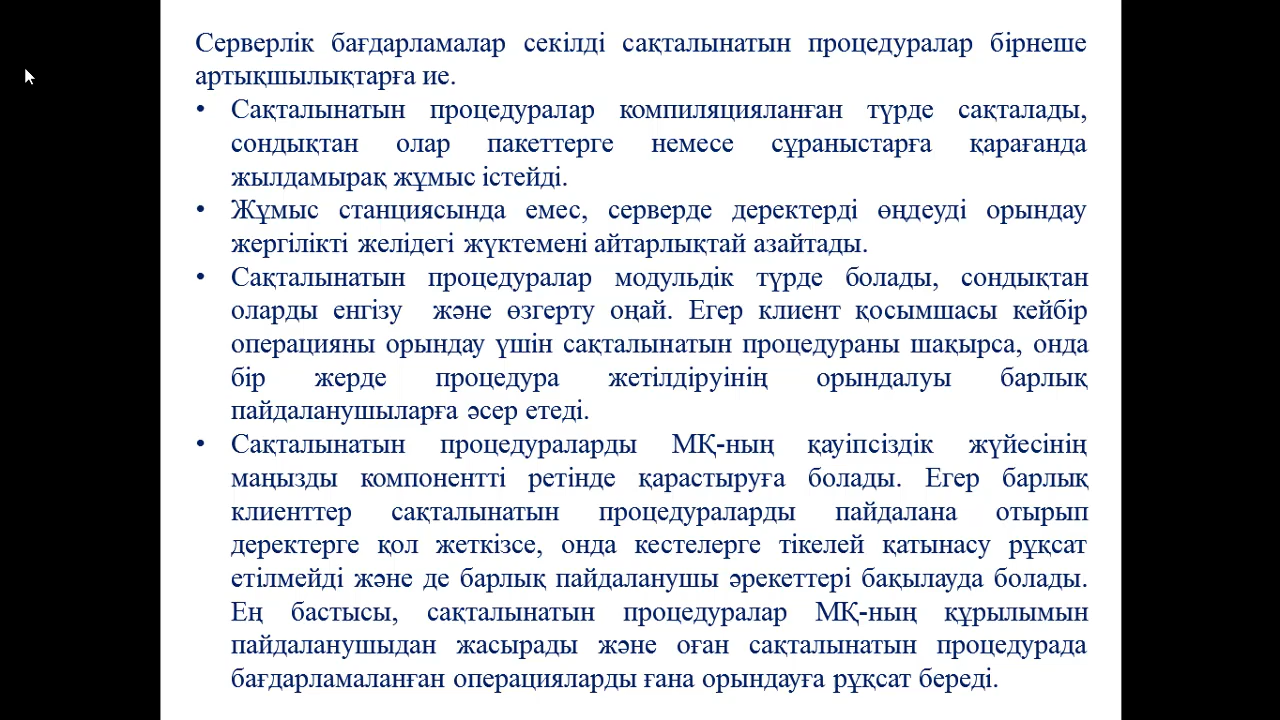 Серверлік бағдарламалар секілді сақталынатын процедуралар бірнеше
артықшылықтарға ие.
• Сақталынатын процедуралар компиляцияланған түрде сақталады,
сондықтан олар пакеттерге немесе сұраныстарға қарағанда
жылдамырақ жұмыс істейді.
• Жұмыс станциясында емес, серверде деректерді өңдеуді орындау
жергілікті желідегі жүктемені айтарлықтай азайтады.
• Сақталынатын процедуралар модульдік түрде болады, сондықтан
оларды енгізу және өзгерту оңай. Егер клиент қосымшасы кейбір
операцияны орындау үшін сақталынатын процедураны шақырса, онда
бір жерде процедура жетілдіруінің орындалуы барлық
пайдаланушыларға әсер етеді.
• Сақталынатын процедураларды МҚ-ның қауіпсіздік жүйесінің
маңызды компонентті ретінде қарастыруға болады. Егер барлық
клиенттер сақталынатын процедураларды пайдалана отырып
деректерге қол жеткізсе, онда кестелерге тікелей қатынасу рұқсат
етілмейді және де барлық пайдаланушы әрекеттері бақылауда болады.
Ең бастысы, сақталынатын процедуралар МҚ-ның құрылымын
пайдаланушыдан жасырады және оған сақталынатын процедурада
бағдарламаланған операцияларды ғана орындауға рұқсат береді.